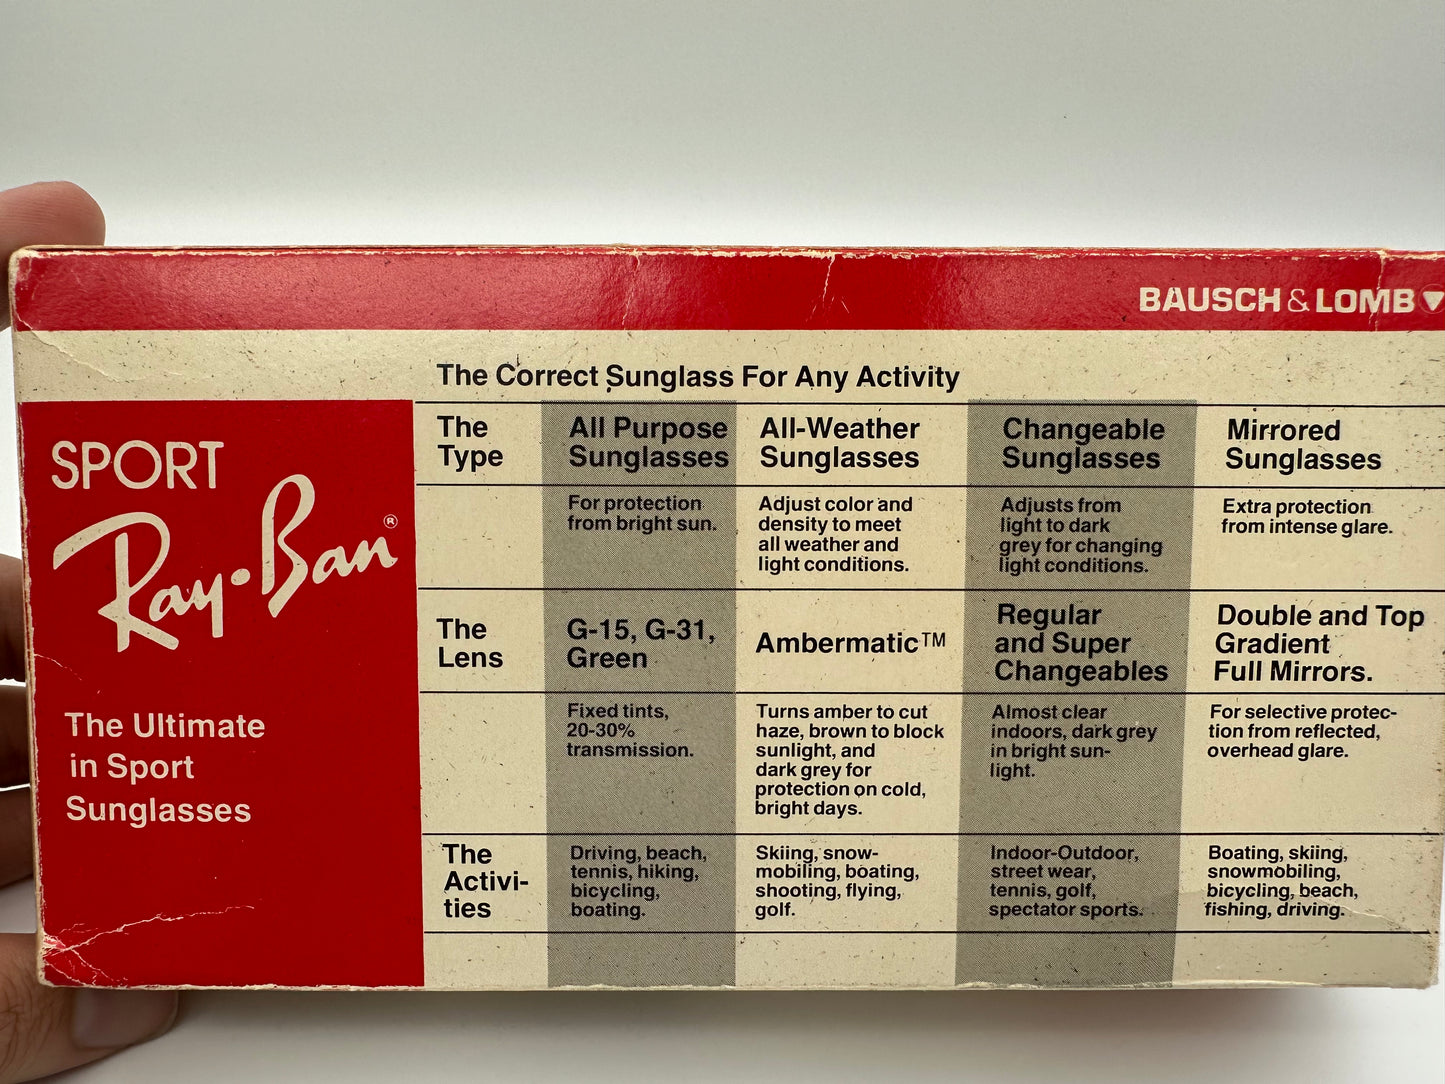 BAUSCH & LOMB
The Correct Sunglass For Any Activity
SPORT
Ray-Ban®
The Ultimate
in Sport
Sunglasses
The
Type
All Purpose
Sunglasses
All-Weather
Sunglasses
Changeable
Sunglasses
Mirrored
Sunglasses
For protection
from bright sun.
Adjust color and
density to meet
all weather and
light conditions.
Adjusts from
light to dark
grey for changing
light conditions.
Extra protection
from intense glare.
The
Lens
G-15, G-31,
Green
Ambermatic™
Regular
and Super
Changeables
Double and Top
Gradient
Full Mirrors.
Fixed tints,
20-30%
transmission.
Turns amber to cut
haze, brown to block
sunlight, and
dark grey for
protection on cold,
bright days.
Almost clear
indoors, dark grey
in bright sun-
light.
For selective protec-
tion from reflected,
overhead glare.
The
Activi-
ties
Driving, beach,
tennis, hiking,
bicycling,
boating.
Skiing, snow-
mobiling, boating,
shooting, flying,
golf.
Indoor-Outdoor,
street wear,
tennis, golf,
spectator sports.
Boating, skiing,
snowmobiling,
bicycling, beach,
fishing, driving.